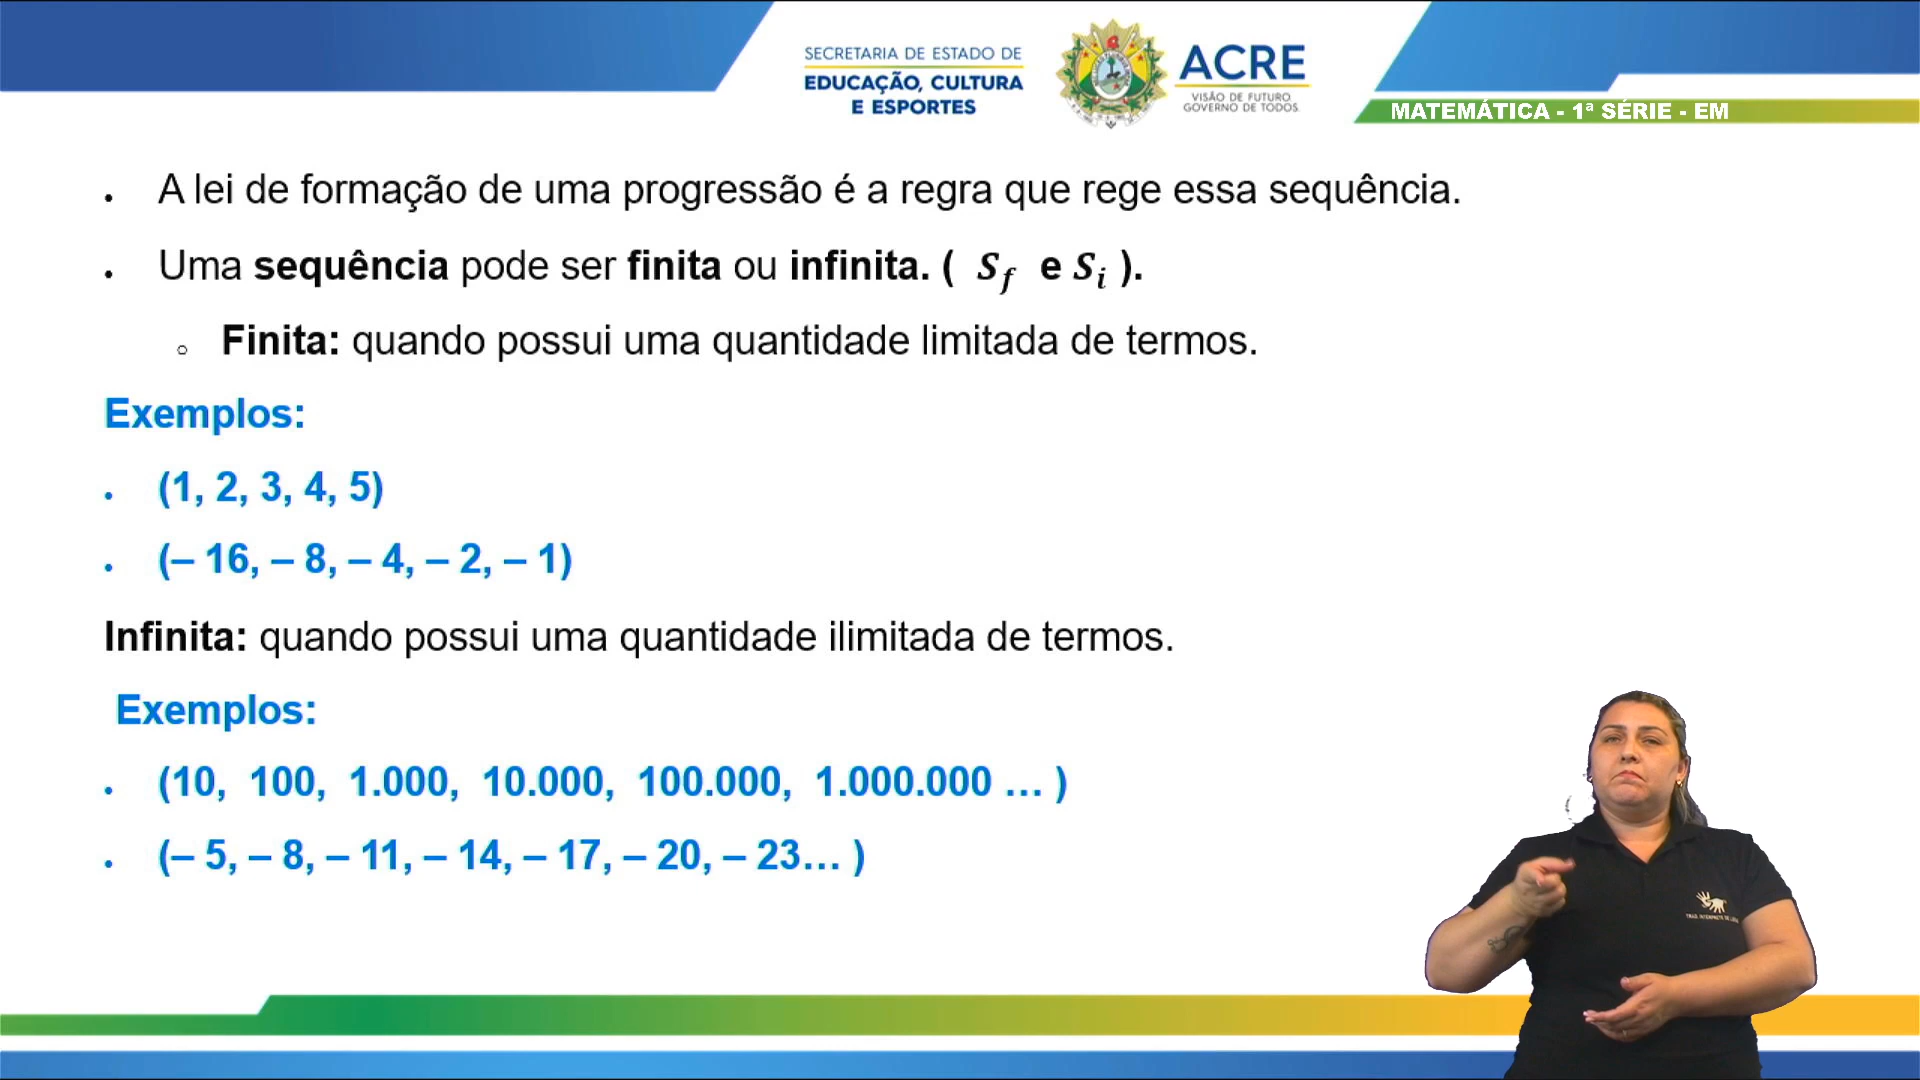 SECRETARIA DE ESTADO DE
EDUCAÇÃO, CULTURA
E ESPORTES
ACRE
VISÃO DE FUTURO.
GOVERNO DE TODOS.
MATEMÁTICA - 1ª SÉRIE - EM
• A lei de formação de uma progressão é a regra que rege essa sequência.
• Uma sequência pode ser finita ou infinita. ( S_f e S_i ).
○ Finita: quando possui uma quantidade limitada de termos.
Exemplos:
• (1, 2, 3, 4, 5)
• (– 16, – 8, – 4, – 2, – 1)
Infinita: quando possui uma quantidade ilimitada de termos.
Exemplos:
• (10, 100, 1.000, 10.000, 100.000, 1.000.000 … )
• (– 5, – 8, – 11, – 14, – 17, – 20, – 23… )